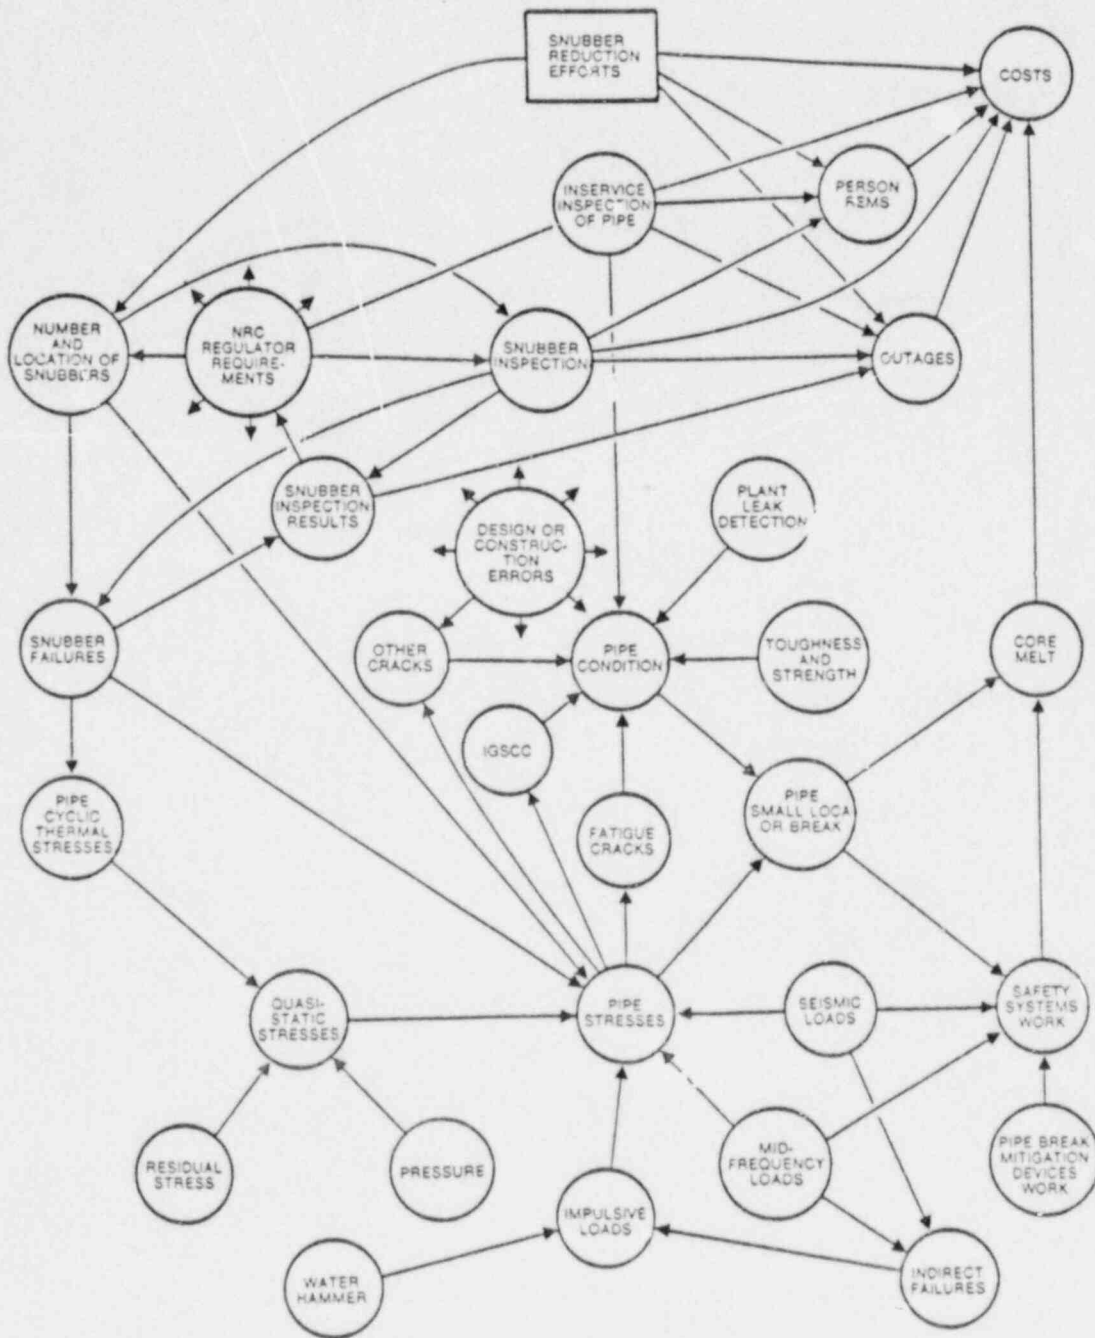 SNUBBER
REDUCTION
EFFORTS
COSTS
INSERVICE
INSPECTION
OF PIPE
PERSON
REMS
NUMBER
AND
LOCATION OF
SNUBBERS
NRC
REGULATOR
REQUIRE-
MENTS
SNUBBER
INSPECTION
OUTAGES
SNUBBER
INSPECTION
RESULTS
DESIGN OR
CONSTRUC-
TION
ERRORS
PLANT
LEAK
DETECTION
SNUBBER
FAILURES
OTHER
CRACKS
PIPE
CONDITION
TOUGHNESS
AND
STRENGTH
CORE
MELT
IGSCC
PIPE
CYCLIC
THERMAL
STRESSES
FATIGUE
CRACKS
PIPE
SMALL LOCA
OR BREAK
QUASI-
STATIC
STRESSES
PIPE
STRESSES
SEISMIC
LOADS
SAFETY
SYSTEMS
WORK
RESIDUAL
STRESS
PRESSURE
MID-
FREQUENCY
LOADS
PIPE BREAK
MITIGATION
DEVICES
WORK
IMPULSIVE
LOADS
WATER
HAMMER
INDIRECT
FAILURES